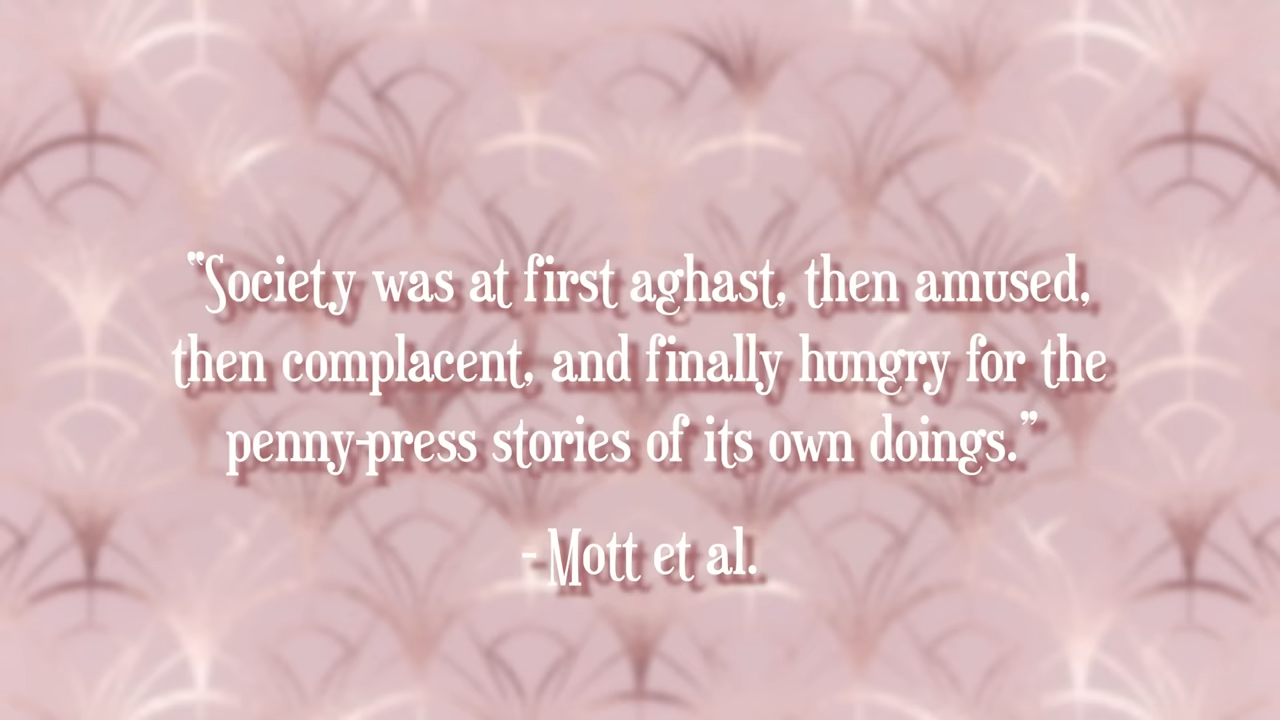 “Society was at first aghast, then amused,
then complacent, and finally hungry for the
penny-press stories of its own doings.”
- Mott et al.